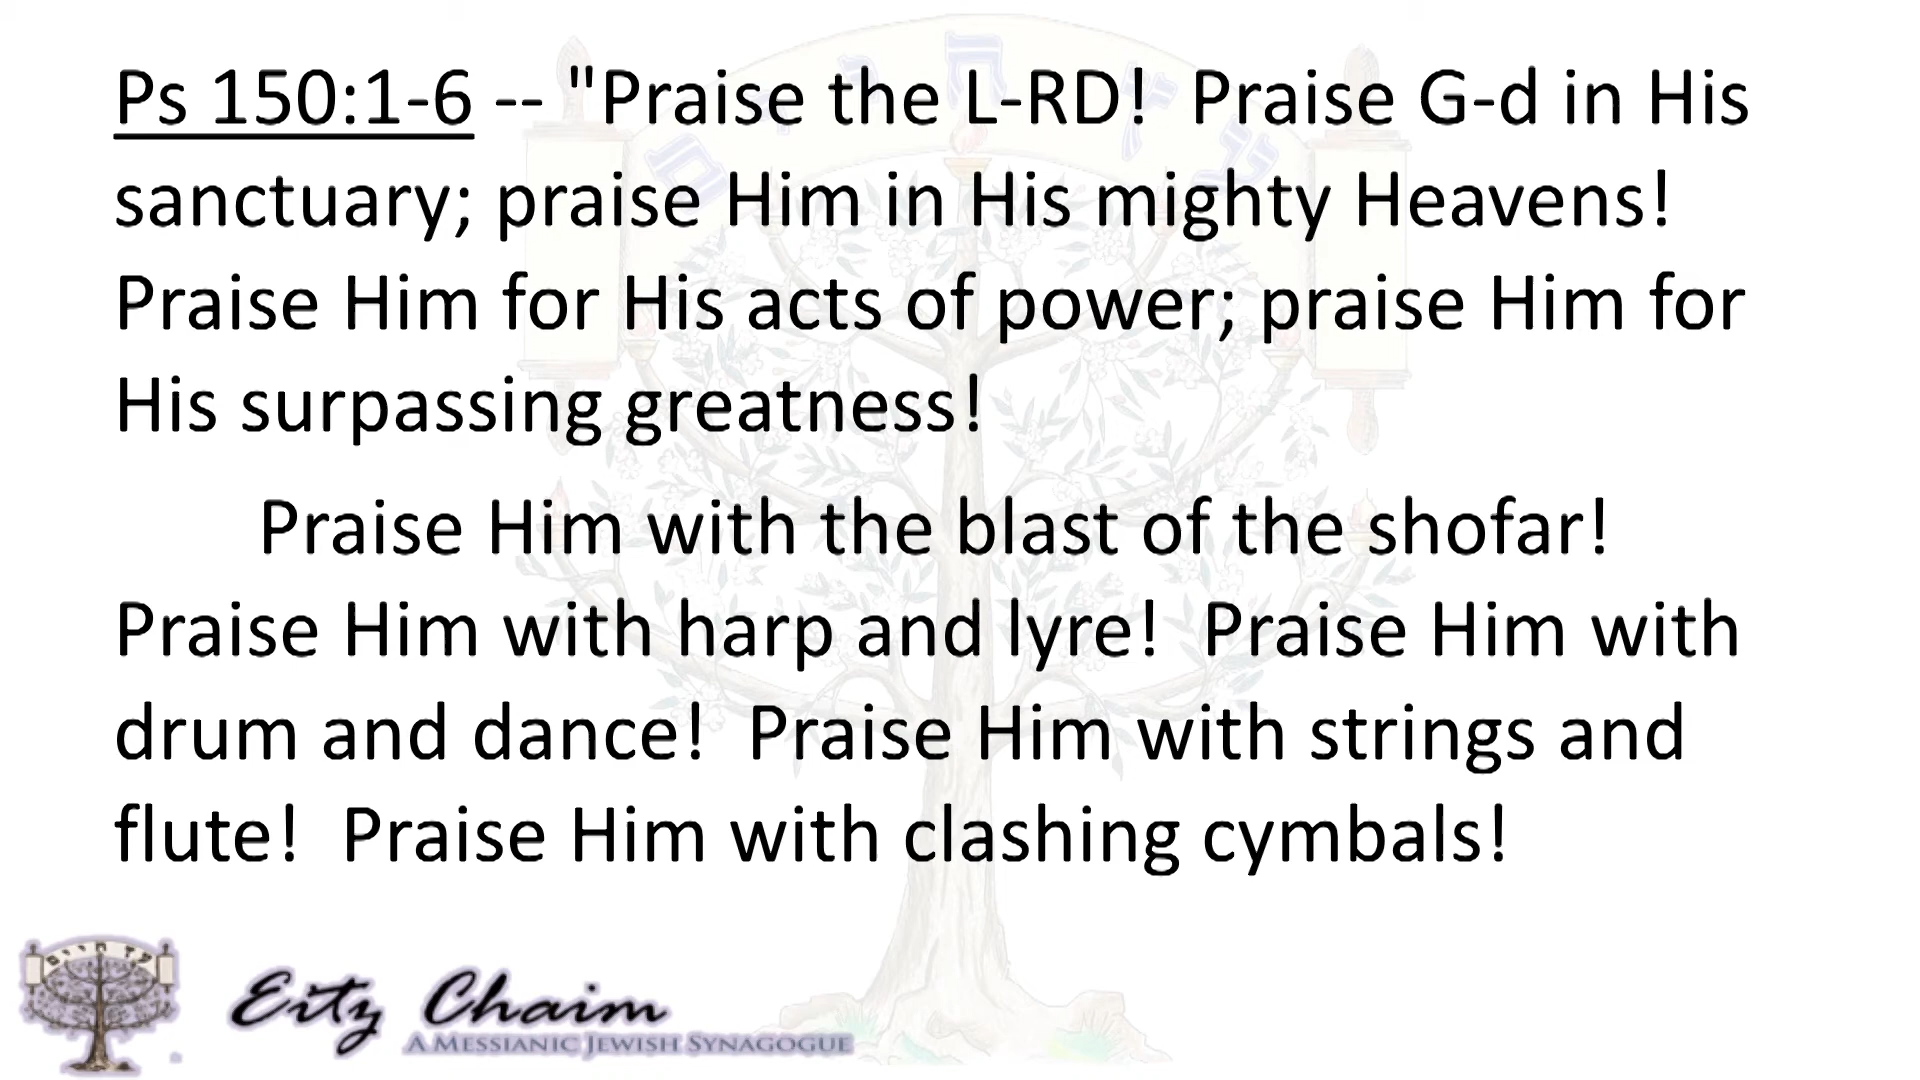 Ps 150:1-6 -- "Praise the L-RD!  Praise G-d in His
sanctuary; praise Him in His mighty Heavens!
Praise Him for His acts of power; praise Him for
His surpassing greatness!
Praise Him with the blast of the shofar!
Praise Him with harp and lyre!  Praise Him with
drum and dance!  Praise Him with strings and
flute!  Praise Him with clashing cymbals!
עץ חיים
Eitz Chaim
A Messianic Jewish Synagogue